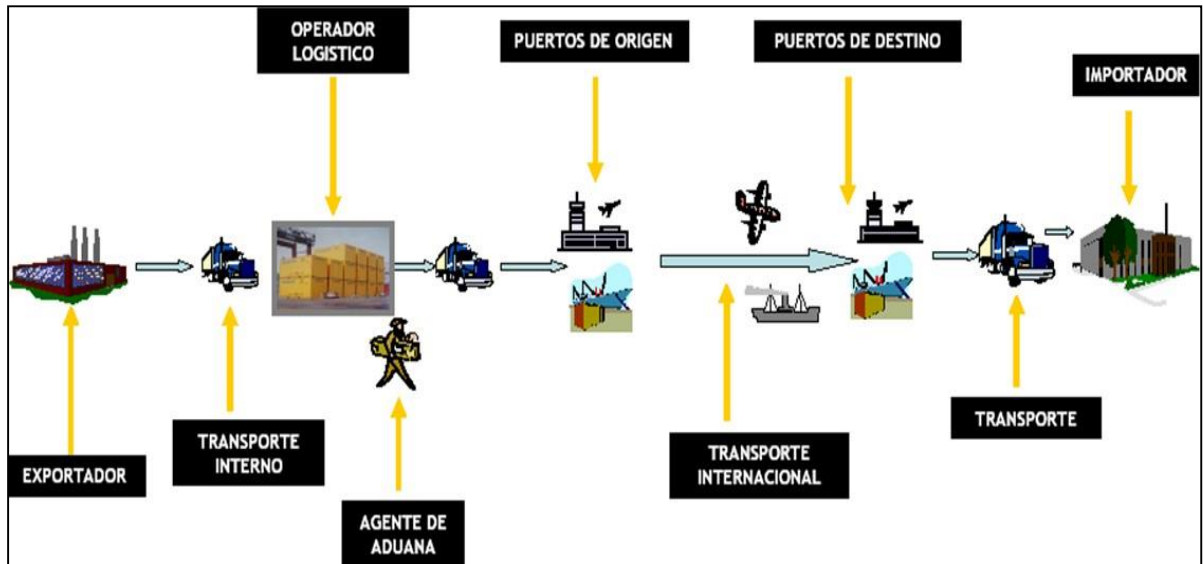 OPERADOR
LOGISTICO
PUERTOS DE ORIGEN
PUERTOS DE DESTINO
IMPORTADOR
EXPORTADOR
TRANSPORTE
INTERNO
AGENTE DE
ADUANA
TRANSPORTE
INTERNACIONAL
TRANSPORTE